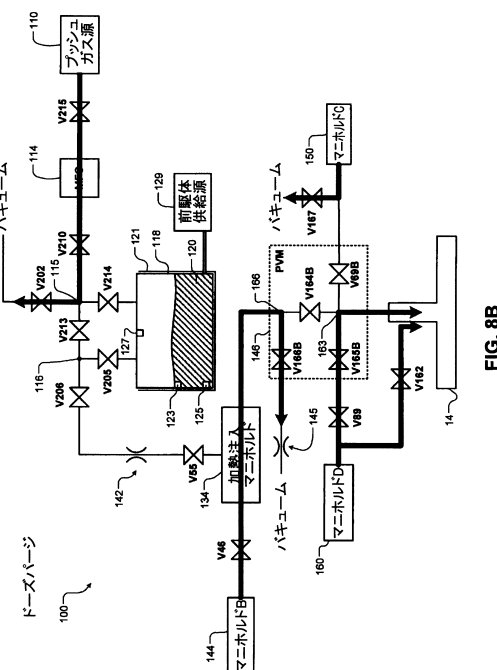 ドーズパージ
100
バキューム
110
プッシュ
ガス源
V215
114
MFC
V210
115
V202
V214
V213
116
V205
V206
121
118
129
前駆体
供給源
120
127
123
125
142
V55
134
加熱注入
マニホルド
V46
144
マニホルドB
150
マニホルドC
バキューム
V167
PVM
V69B
V164B
166
146
V166B
163
V165B
145
バキューム
V89
V162
160
マニホルドD
14
FIG. 8B